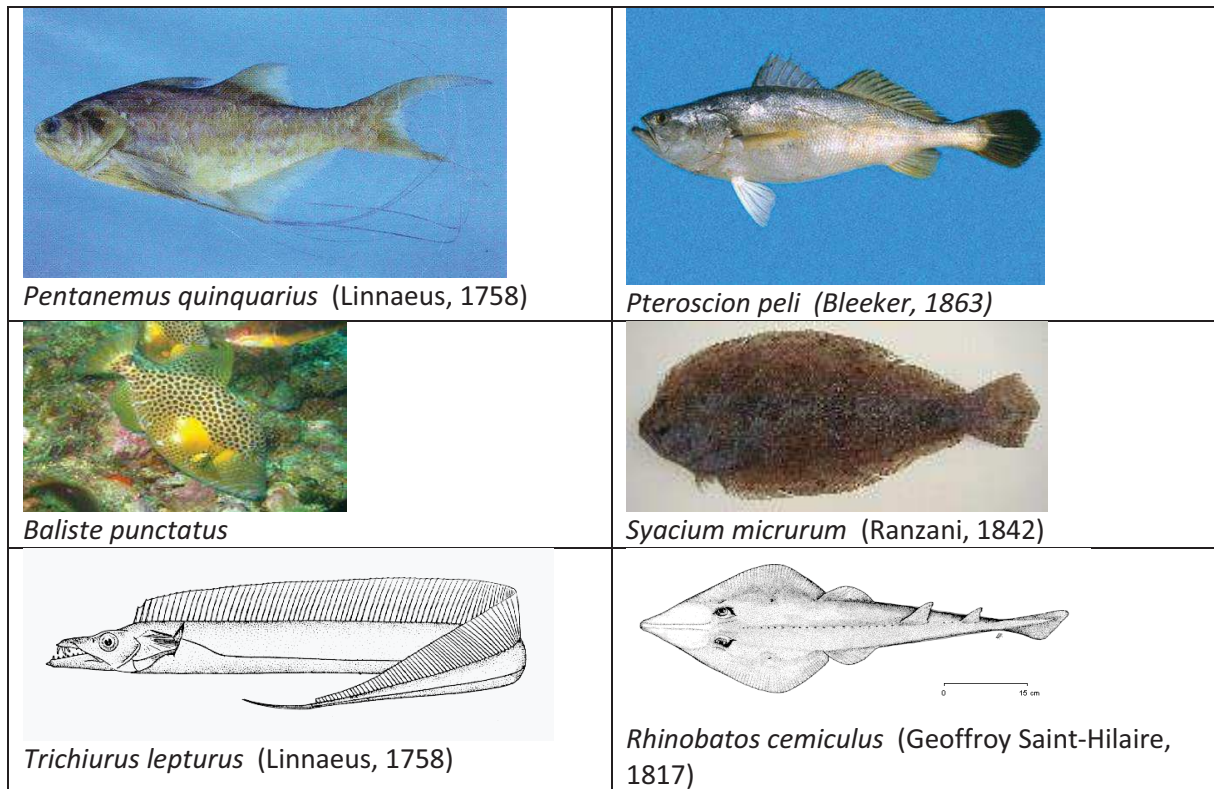 Pentanemus quinquarius (Linnaeus, 1758)
Pteroscion peli (Bleeker, 1863)
Baliste punctatus
Syacium micrurum (Ranzani, 1842)
Trichiurus lepturus (Linnaeus, 1758)
0 15 cm
Rhinobatos cemiculus (Geoffroy Saint-Hilaire,
1817)